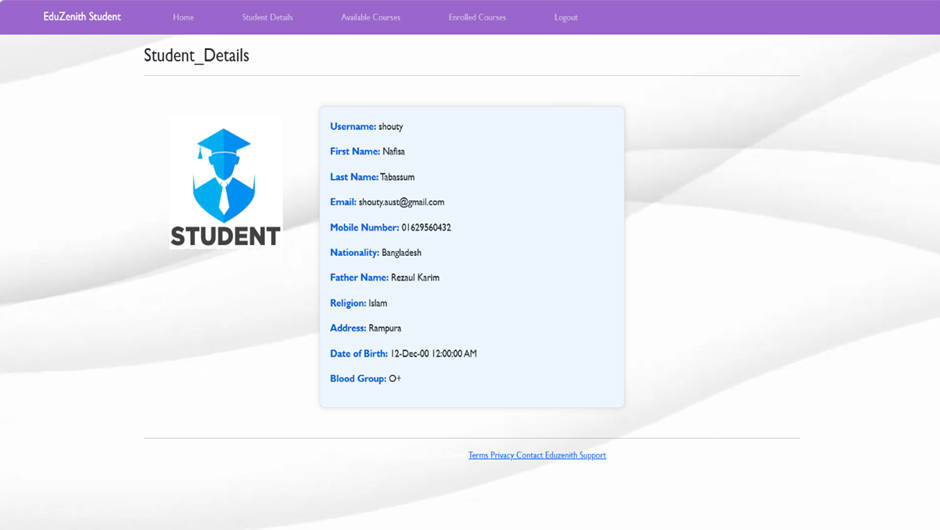 EduZenith Student Home Student Details Available Courses Enrolled Courses Logout
Student_Details
STUDENT
Username: shouty
First Name: Nafisa
Last Name: Tabassum
Email: shouty.aust@gmail.com
Mobile Number: 01629560432
Nationality: Bangladesh
Father Name: Rezaul Karim
Religion: Islam
Address: Rampura
Date of Birth: 12-Dec-00 12:00:00 AM
Blood Group: O+
Terms Privacy Contact Eduzenith Support